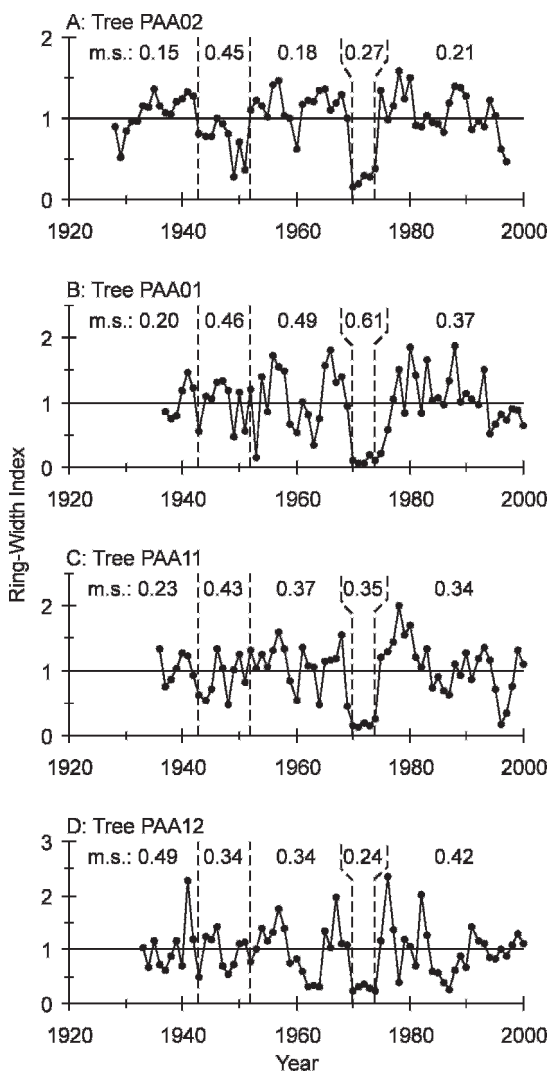 A: Tree PAA02
2
m.s.: 0.15 0.45 0.18 0.27 0.21
1
0
1920 1940 1960 1980 2000
B: Tree PAA01
m.s.: 0.20 0.46 0.49 0.61 0.37
2
1
0
1920 1940 1960 1980 2000
Ring-Width Index
C: Tree PAA11
m.s.: 0.23 0.43 0.37 0.35 0.34
2
1
0
1920 1940 1960 1980 2000
D: Tree PAA12
3
m.s.: 0.49 0.34 0.34 0.24 0.42
2
1
0
1920 1940 1960 1980 2000
Year